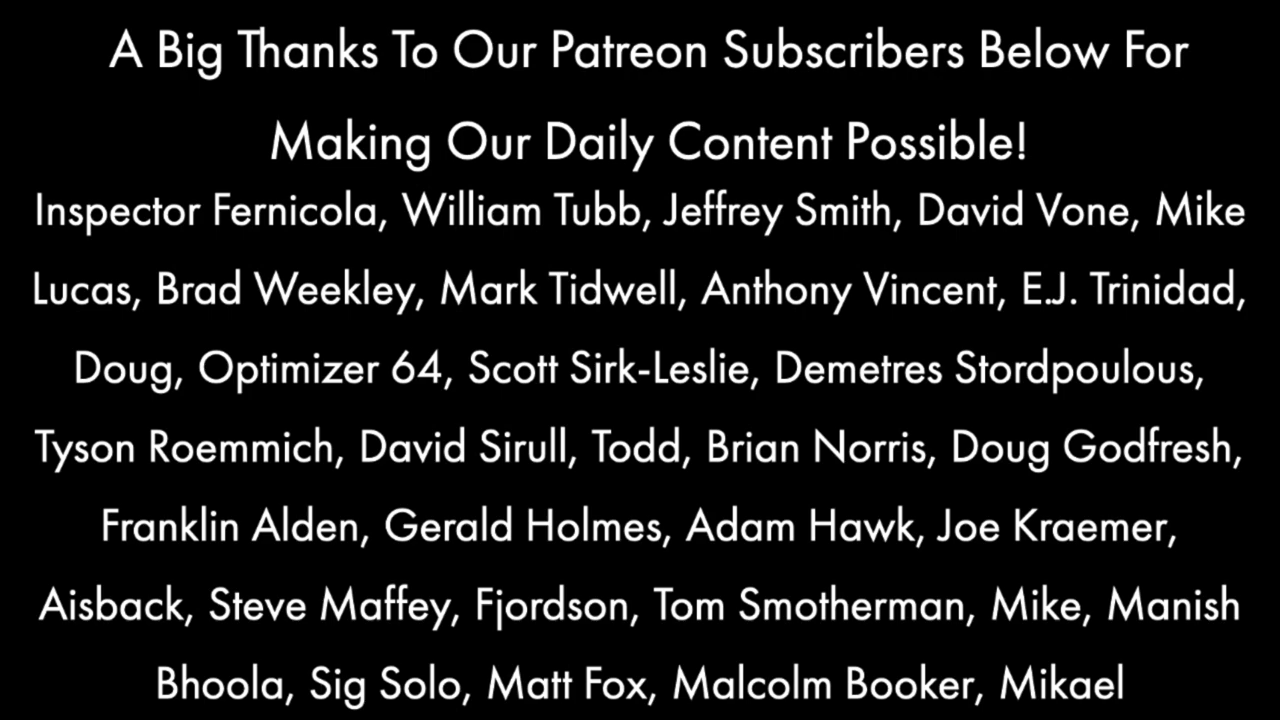 A Big Thanks To Our Patreon Subscribers Below For
Making Our Daily Content Possible!
Inspector Fernicola, William Tubb, Jeffrey Smith, David Vone, Mike
Lucas, Brad Weekley, Mark Tidwell, Anthony Vincent, E.J. Trinidad,
Doug, Optimizer 64, Scott Sirk-Leslie, Demetres Stordpoulous,
Tyson Roemmich, David Sirull, Todd, Brian Norris, Doug Godfresh,
Franklin Alden, Gerald Holmes, Adam Hawk, Joe Kraemer,
Aisback, Steve Maffey, Fjordson, Tom Smotherman, Mike, Manish
Bhoola, Sig Solo, Matt Fox, Malcolm Booker, Mikael